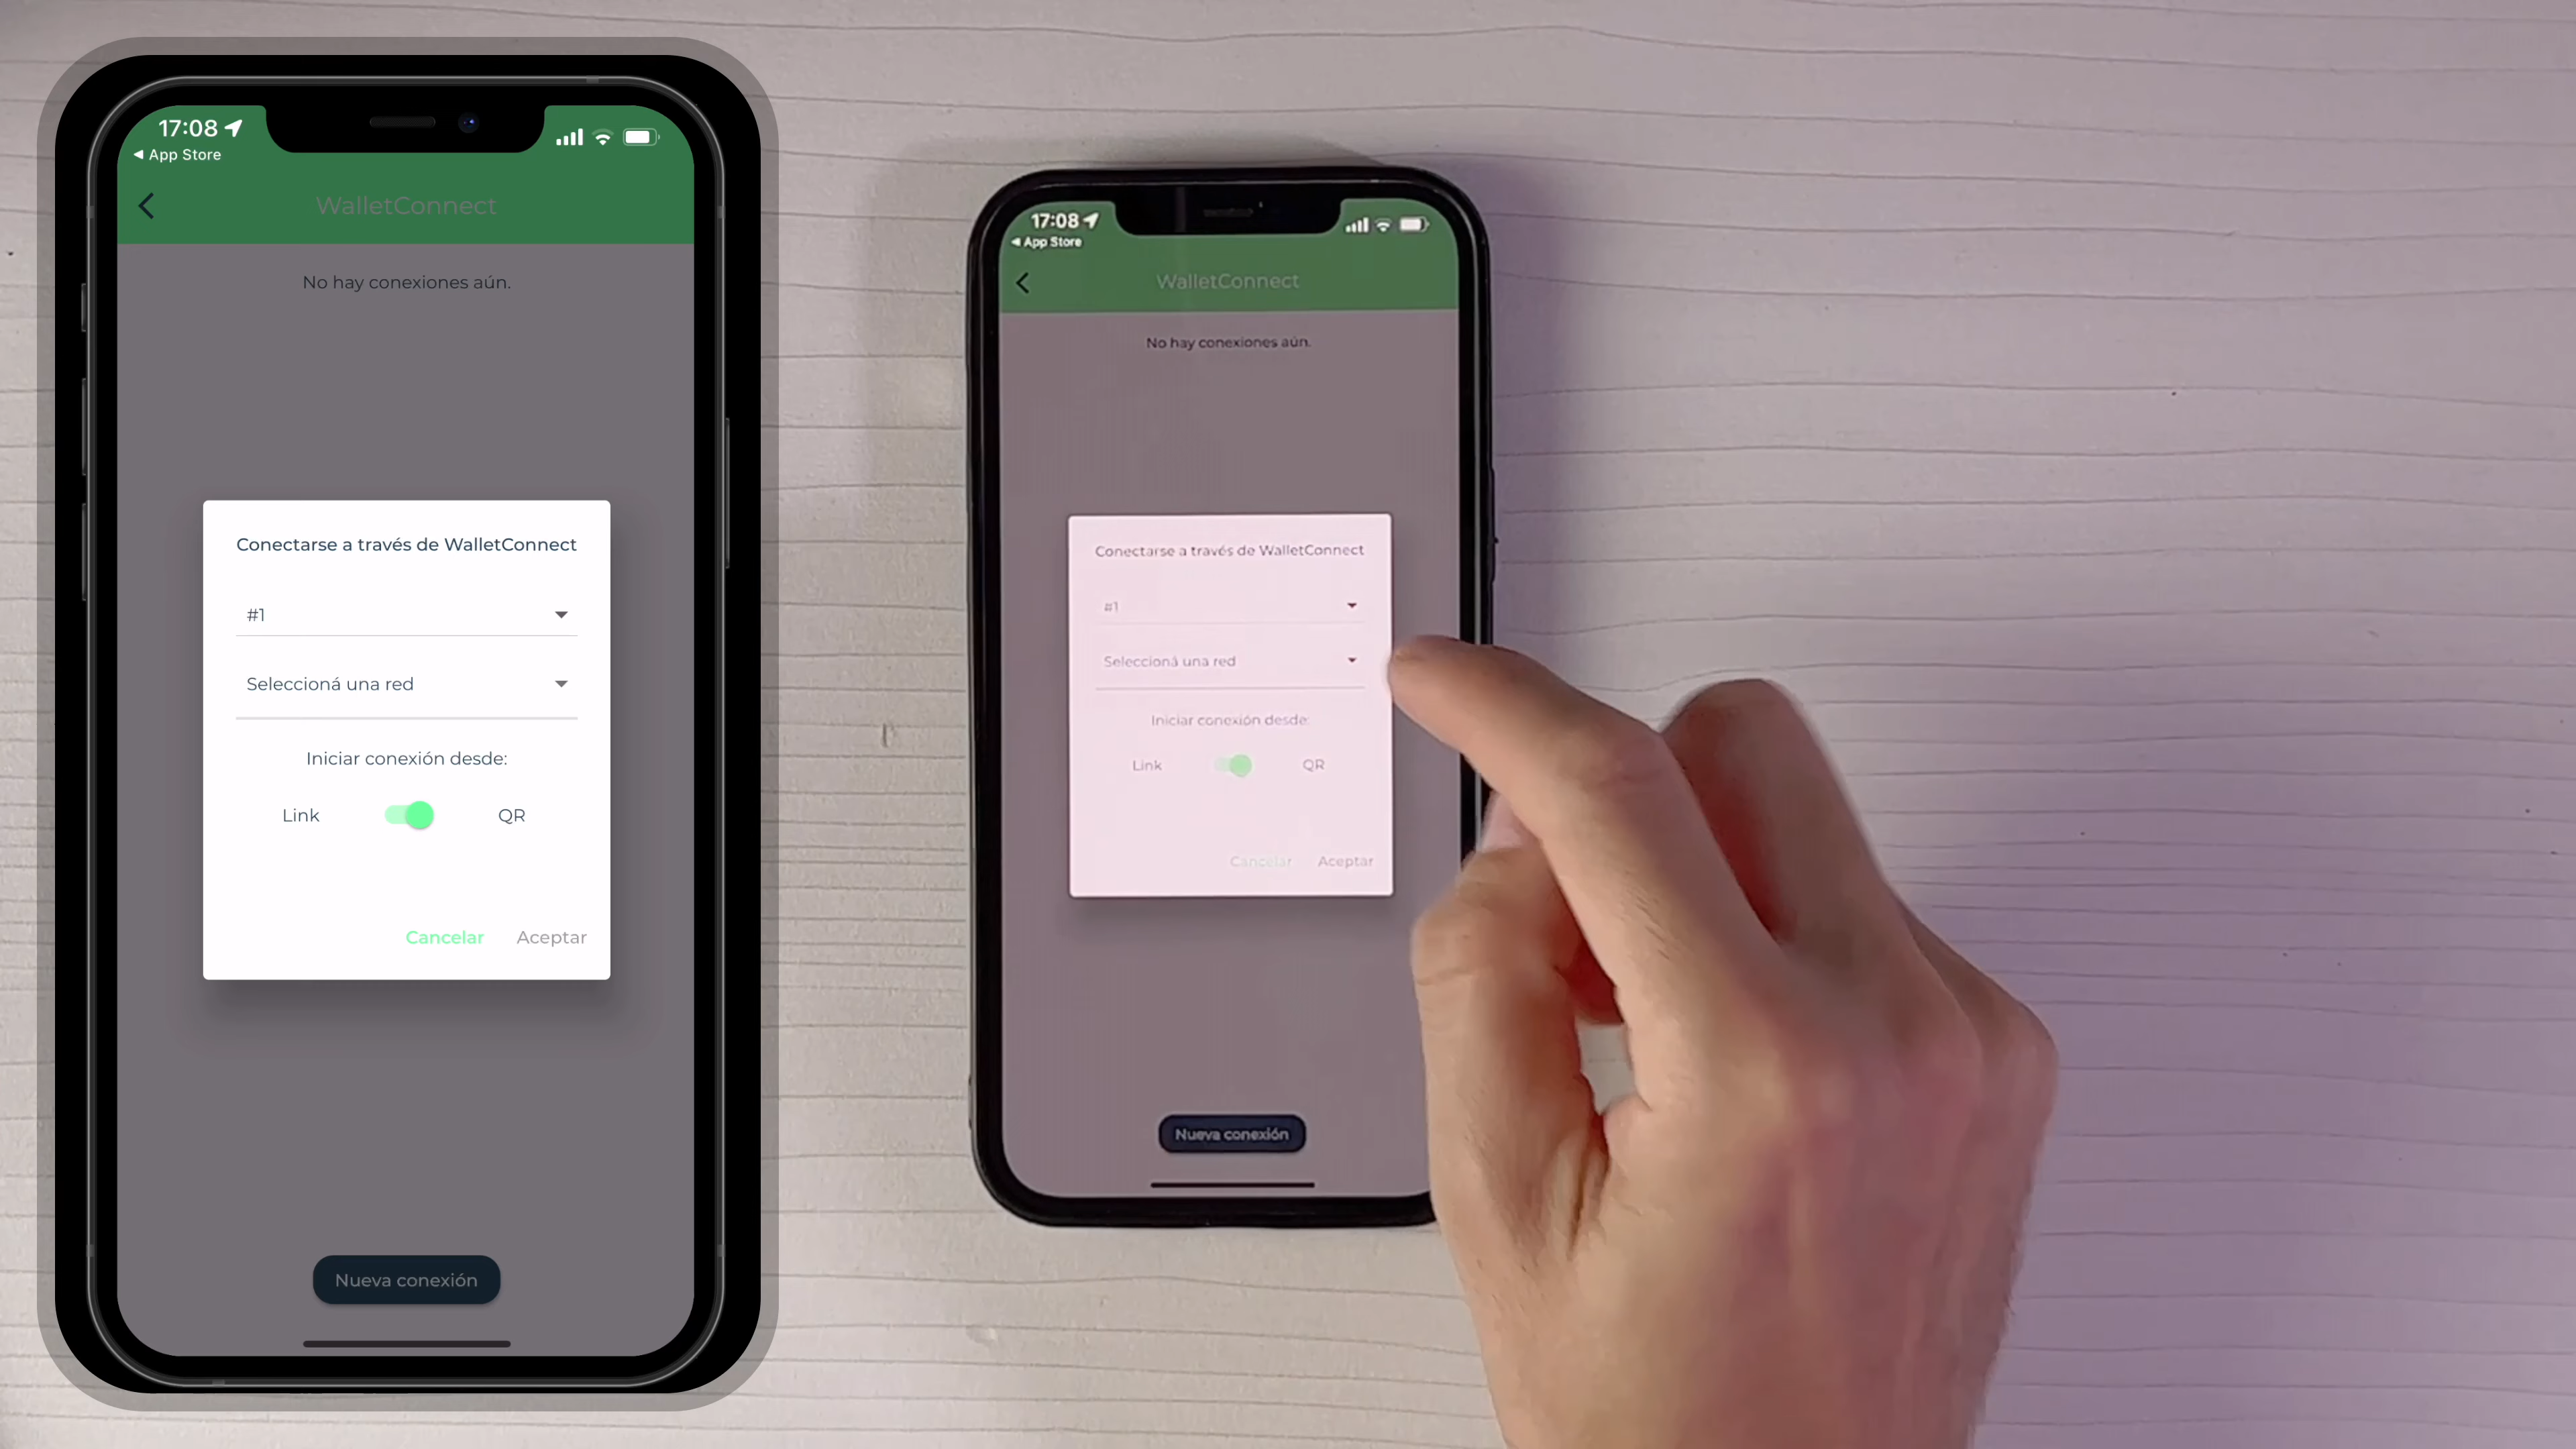 17:08
App Store
WalletConnect
No hay conexiones aún.
Conectarse a través de WalletConnect
#1
Seleccioná una red
Iniciar conexión desde:
Link QR
Cancelar Aceptar
Nueva conexión
17:08
App Store
WalletConnect
No hay conexiones aún.
Conectarse a través de WalletConnect
#1
Seleccioná una red
Iniciar conexión desde:
Link QR
Cancelar Aceptar
Nueva conexión